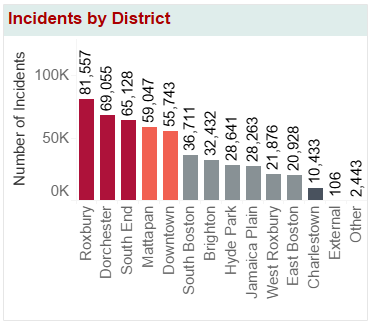 Incidents by District
Number of Incidents
100K
50K
0K
81,557
69,055
65,128
59,047
55,743
36,711
32,432
28,641
28,263
21,876
20,928
10,433
106
2,443
Roxbury
Dorchester
South End
Mattapan
Downtown
South Boston
Brighton
Hyde Park
Jamaica Plain
West Roxbury
East Boston
Charlestown
External
Other